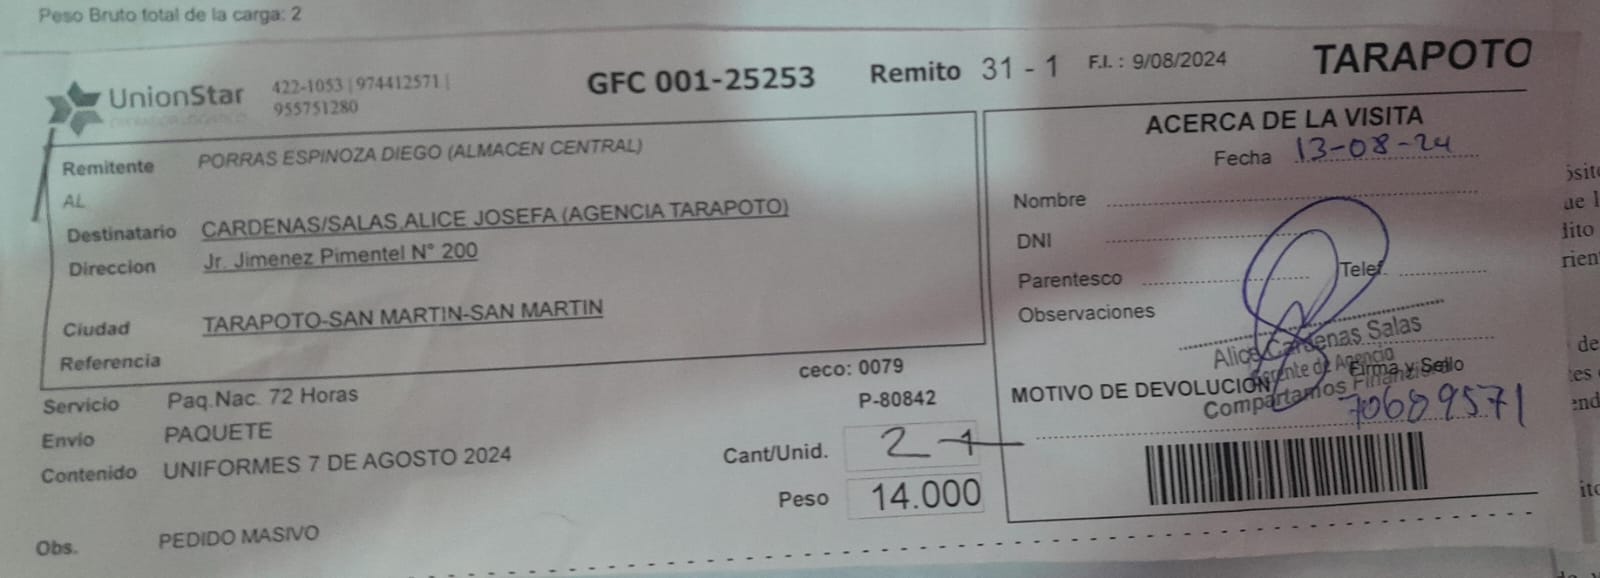 Peso Bruto total de la carga: 2
UnionStar
422-1053 | 974412571 |
955751280
GFC 001-25253
Remito 31 - 1
F.I. : 9/08/2024
TARAPOTO
Remitente PORRAS ESPINOZA DIEGO (ALMACEN CENTRAL)
AL
Destinatario CARDENAS/SALAS,ALICE JOSEFA (AGENCIA TARAPOTO)
Direccion Jr. Jimenez Pimentel N° 200
Ciudad TARAPOTO-SAN MARTIN-SAN MARTIN
Referencia
ceco: 0079
Servicio Paq.Nac. 72 Horas
P-80842
Envio PAQUETE
Contenido UNIFORMES 7 DE AGOSTO 2024
Cant/Unid. 2 - 1
Peso 14.000
Obs. PEDIDO MASIVO
ACERCA DE LA VISITA
Fecha 13-08-24
Nombre
DNI
Parentesco Telef.
Observaciones
Alice Cardenas Salas
Gerente de Agencia
Firma y Sello
MOTIVO DE DEVOLUCION
Compartamos Financiera
70689571